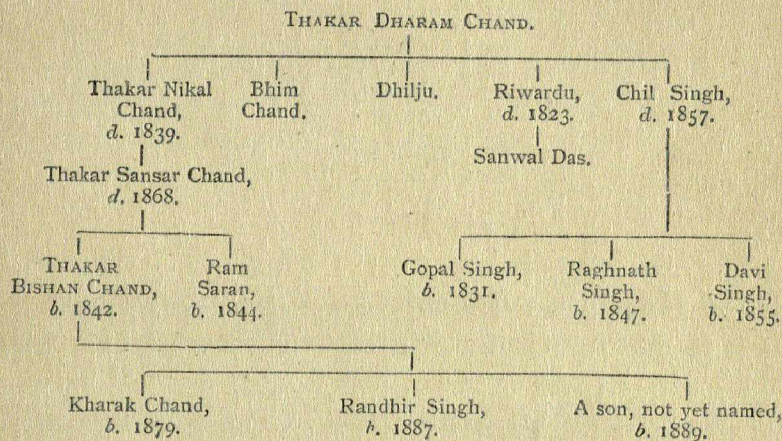 THAKAR DHARAM CHAND.
Thakar Nikal Chand, d. 1839.
Bhim Chand.
Dhilju.
Riwardu, d. 1823.
Chil Singh, d. 1857.
Sanwal Das.
Thakar Sansar Chand, d. 1868.
THAKAR BISHAN CHAND, b. 1842.
Ram Saran, b. 1844.
Gopal Singh, b. 1831.
Raghnath Singh, b. 1847.
Davi Singh, b. 1855.
Kharak Chand, b. 1879.
Randhir Singh, b. 1887.
A son, not yet named, b. 1889.